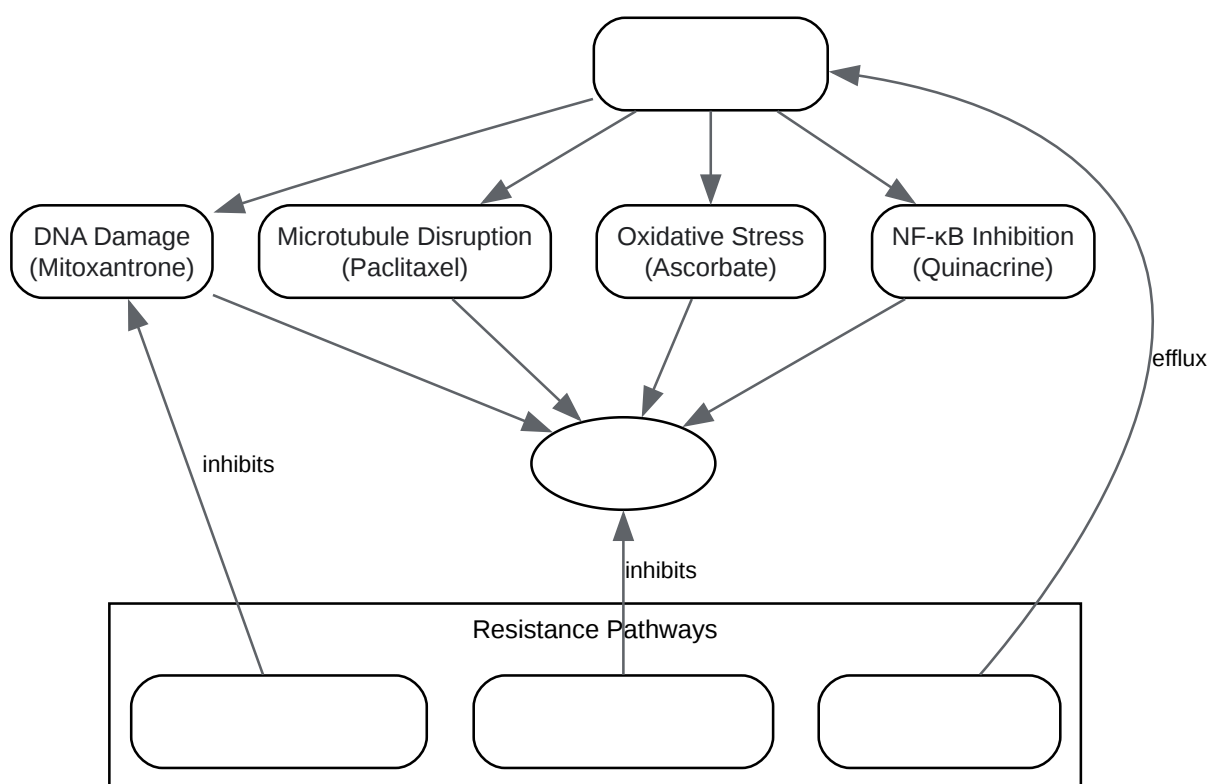 DNA Damage
(Mitoxantrone)
Microtubule Disruption
(Paclitaxel)
Oxidative Stress
(Ascorbate)
NF-κB Inhibition
(Quinacrine)
efflux
inhibits
inhibits
Resistance Pathways